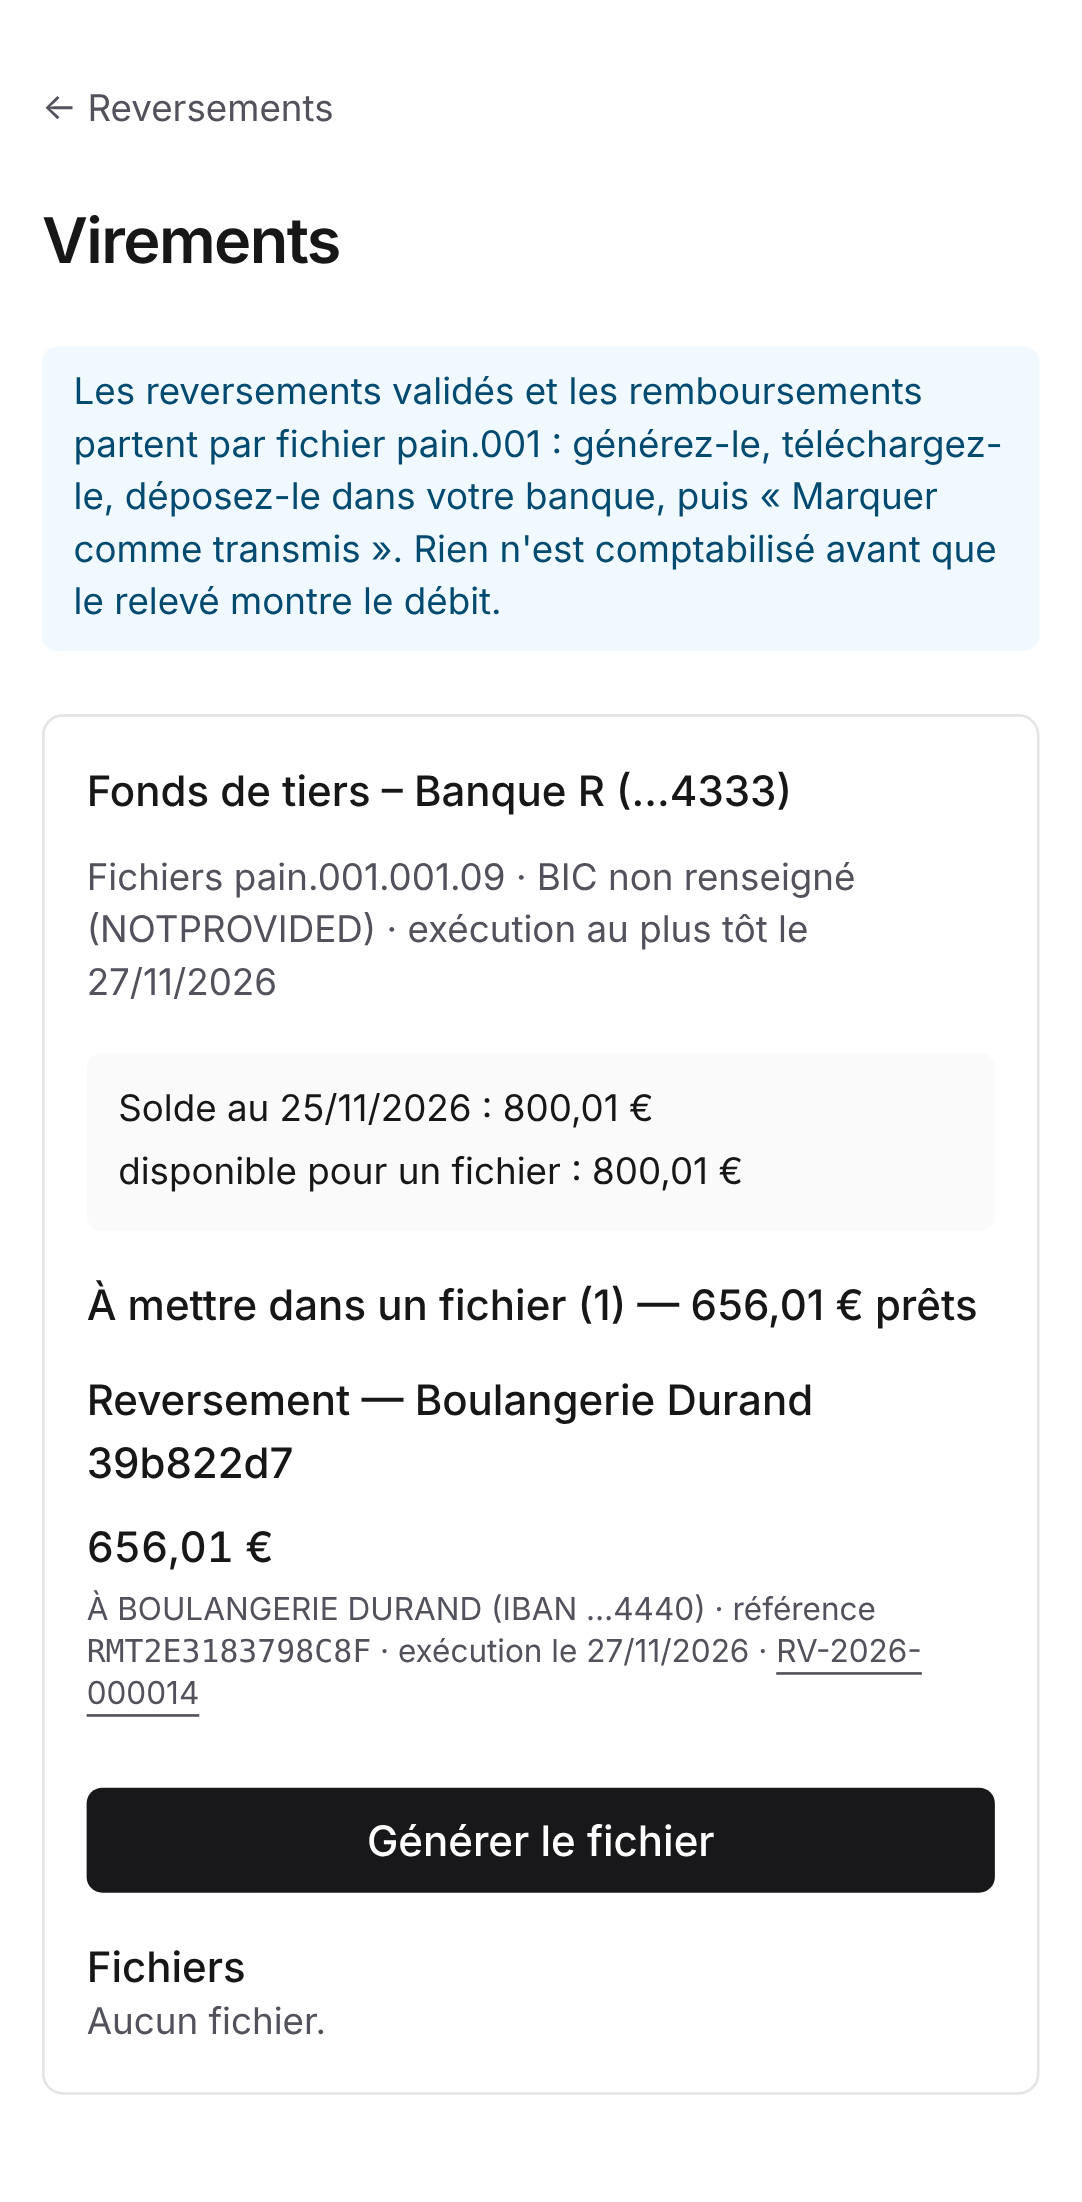 ← Reversements
Virements
Les reversements validés et les remboursements
partent par fichier pain.001 : générez-le, téléchargez-
le, déposez-le dans votre banque, puis « Marquer
comme transmis ». Rien n'est comptabilisé avant que
le relevé montre le débit.
Fonds de tiers – Banque R (…4333)
Fichiers pain.001.001.09 · BIC non renseigné
(NOTPROVIDED) · exécution au plus tôt le
27/11/2026
Solde au 25/11/2026 : 800,01 €
disponible pour un fichier : 800,01 €
À mettre dans un fichier (1) — 656,01 € prêts
Reversement — Boulangerie Durand
39b822d7
656,01 €
À BOULANGERIE DURAND (IBAN …4440) · référence
RMT2E3183798C8F · exécution le 27/11/2026 · RV-2026-
000014
Générer le fichier
Fichiers
Aucun fichier.